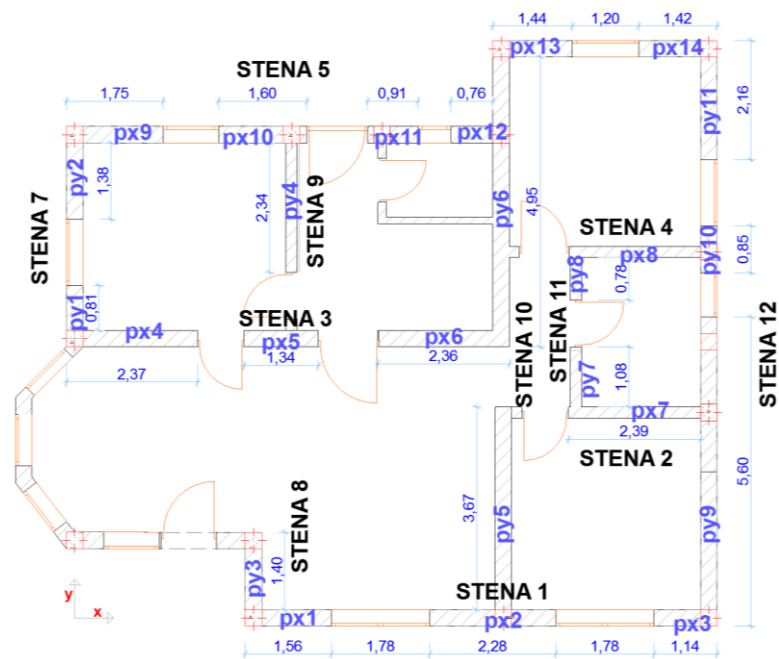 1,44 1,20 1,42
px13 px14
STENA 5
1,75 1,60 0,91 0,76
2,16
py11
px9 px10 px11 px12
py2
1,38
STENA 7
2,34
py4
STENA 9
py6
4,95
STENA 4
py10
0,85
px8
py8
0,78
py1
0,81
STENA 3
px4 px5 px6
1,34
2,37 2,36
STENA 10
STENA 11
py7
1,08
px7
2,39
STENA 12
STENA 2
STENA 8
3,67
py5
py9
5,60
py3
1,40
STENA 1
y
x
px1 px2 px3
1,56 1,78 2,28 1,78 1,14